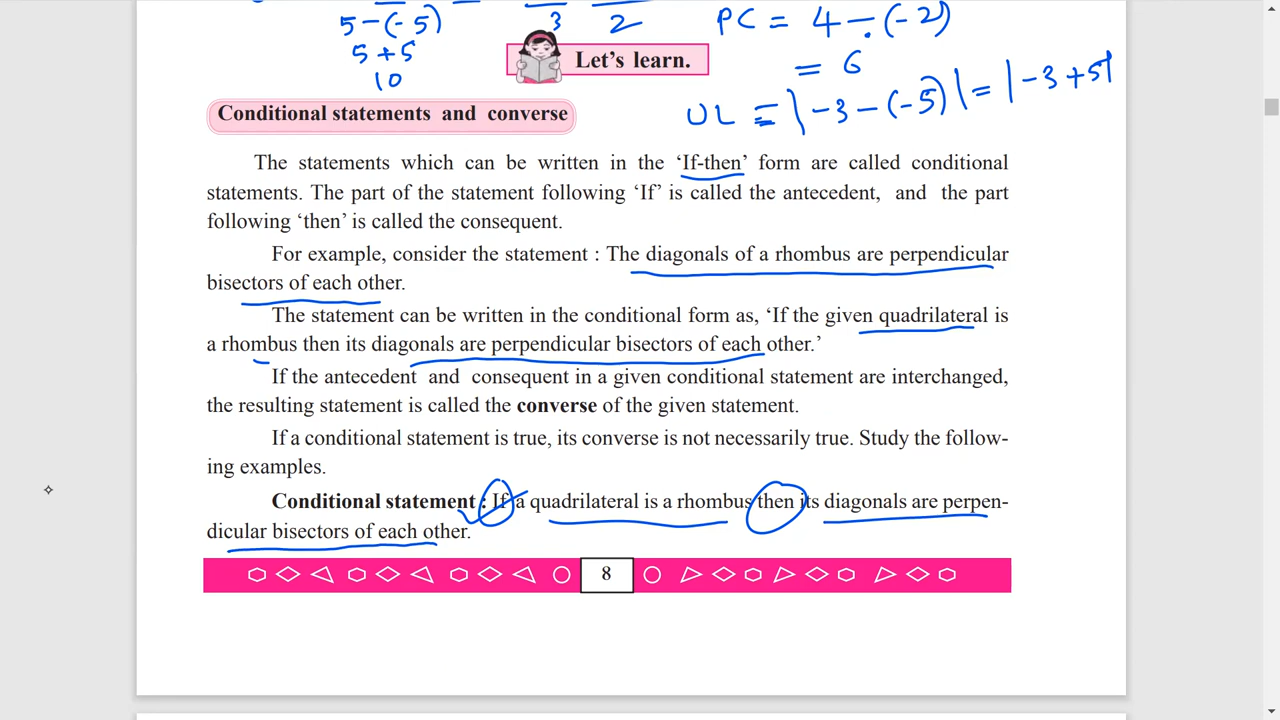 5 - (-5) =
3
2
PC = 4 - (-2)
5 + 5
= 6
10
Let's learn.
UL = |-3 - (-5)| = |-3 + 5|
Conditional statements and converse
The statements which can be written in the ‘If-then’ form are called conditional
statements. The part of the statement following ‘If’ is called the antecedent, and the part
following ‘then’ is called the consequent.
For example, consider the statement : The diagonals of a rhombus are perpendicular
bisectors of each other.
The statement can be written in the conditional form as, ‘If the given quadrilateral is
a rhombus then its diagonals are perpendicular bisectors of each other.’
If the antecedent and consequent in a given conditional statement are interchanged,
the resulting statement is called the converse of the given statement.
If a conditional statement is true, its converse is not necessarily true. Study the follow-
ing examples.
Conditional statement : If a quadrilateral is a rhombus then its diagonals are perpen-
dicular bisectors of each other.
8